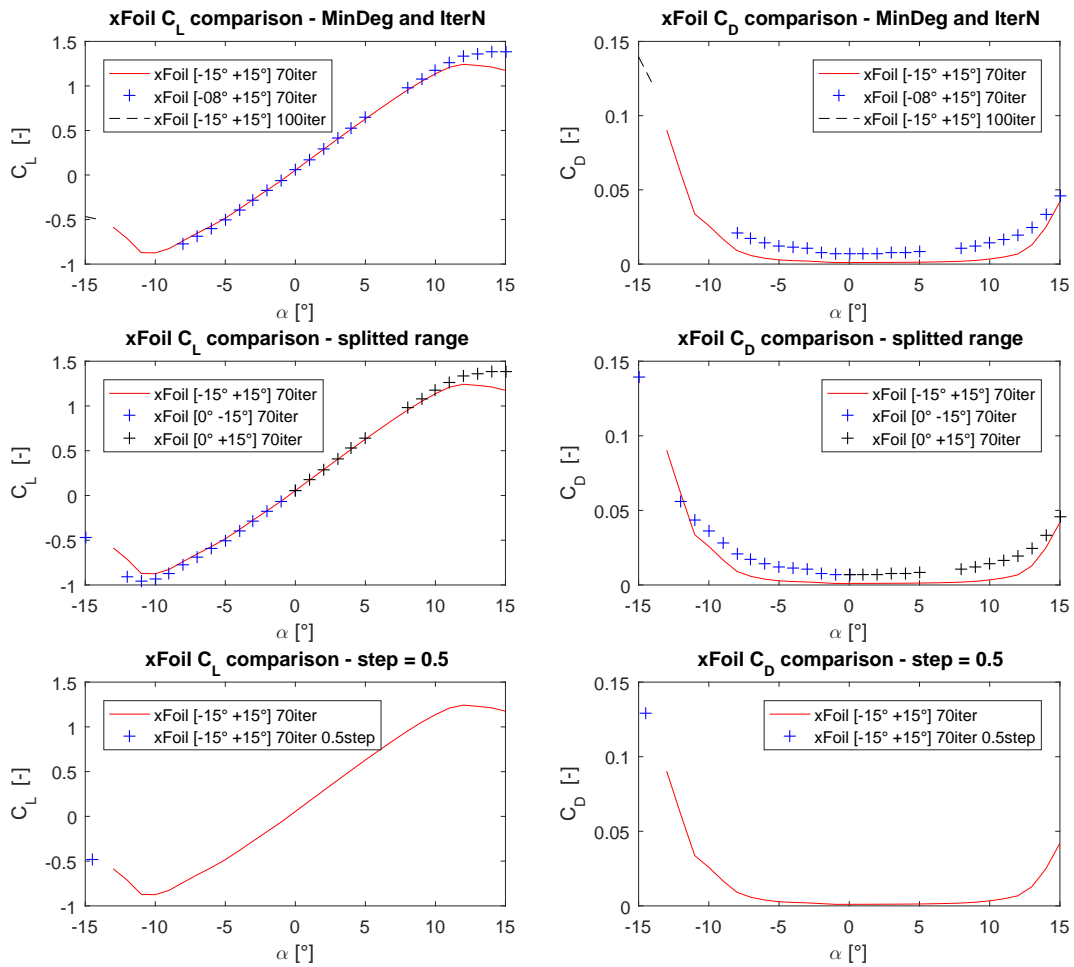 xFoil C_L comparison - MinDeg and IterN
1.5
1
0.5
0
-0.5
-1
C_L [-]
xFoil [-15° +15°] 70iter
xFoil [-08° +15°] 70iter
xFoil [-15° +15°] 100iter
-15 -10 -5 0 5 10 15
α [°]
xFoil C_D comparison - MinDeg and IterN
0.15
0.1
0.05
0
C_D [-]
xFoil [-15° +15°] 70iter
xFoil [-08° +15°] 70iter
xFoil [-15° +15°] 100iter
-15 -10 -5 0 5 10 15
α [°]
xFoil C_L comparison - splitted range
1.5
1
0.5
0
-0.5
-1
C_L [-]
xFoil [-15° +15°] 70iter
xFoil [0° -15°] 70iter
xFoil [0° +15°] 70iter
-15 -10 -5 0 5 10 15
α [°]
xFoil C_D comparison - splitted range
0.15
0.1
0.05
0
C_D [-]
xFoil [-15° +15°] 70iter
xFoil [0° -15°] 70iter
xFoil [0° +15°] 70iter
-15 -10 -5 0 5 10 15
α [°]
xFoil C_L comparison - step = 0.5
1.5
1
0.5
0
-0.5
-1
C_L [-]
xFoil [-15° +15°] 70iter
xFoil [-15° +15°] 70iter 0.5step
-15 -10 -5 0 5 10 15
α [°]
xFoil C_D comparison - step = 0.5
0.15
0.1
0.05
0
C_D [-]
xFoil [-15° +15°] 70iter
xFoil [-15° +15°] 70iter 0.5step
-15 -10 -5 0 5 10 15
α [°]